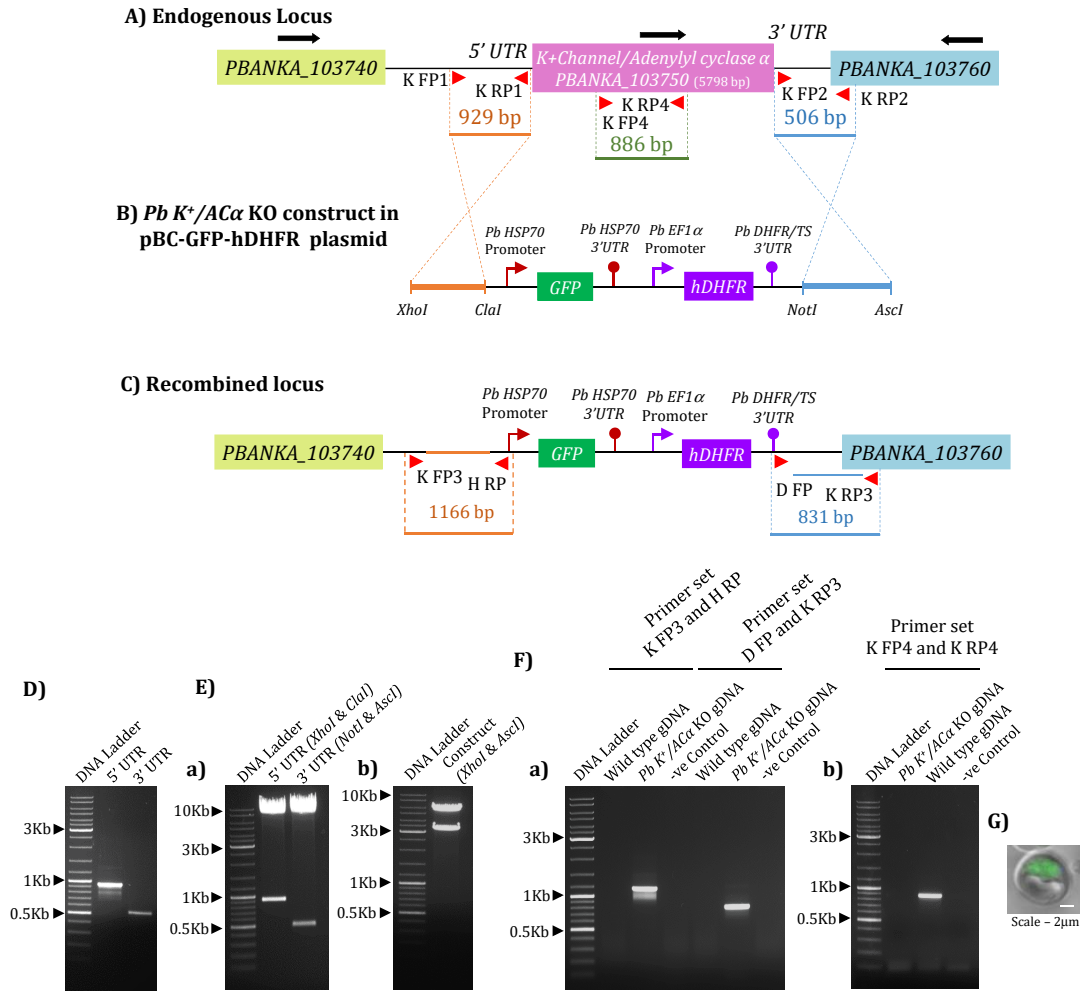 A) Endogenous Locus
5' UTR
3' UTR
PBANKA_103740
K+Channel/Adenylyl cyclase α
PBANKA_103750 (5798 bp)
PBANKA_103760
K FP1
K RP1
K RP4
K FP4
K FP2
K RP2
929 bp
886 bp
506 bp
B) Pb K+/ACα KO construct in
pBC-GFP-hDHFR plasmid
Pb HSP70
Promoter
Pb HSP70
3'UTR
Pb EF1α
Promoter
Pb DHFR/TS
3'UTR
GFP
hDHFR
XhoI
ClaI
NotI
AscI
C) Recombined locus
Pb HSP70
Promoter
Pb HSP70
3'UTR
Pb EF1α
Promoter
Pb DHFR/TS
3'UTR
PBANKA_103740
GFP
hDHFR
PBANKA_103760
K FP3
H RP
D FP
K RP3
1166 bp
831 bp
D)
DNA Ladder
5' UTR
3' UTR
3Kb
1Kb
0.5Kb
E)
a)
DNA Ladder
5' UTR (XhoI & ClaI)
3' UTR (NotI & AscI)
10Kb
3Kb
1Kb
0.5Kb
b)
DNA Ladder
Construct
(XhoI & AscI)
10Kb
3Kb
1Kb
0.5Kb
F)
Primer set
K FP3 and H RP
Primer set
D FP and K RP3
a)
DNA Ladder
Wild type gDNA
Pb K+/ACα KO gDNA
-ve Control
Wild type gDNA
Pb K+/ACα KO gDNA
-ve Control
3Kb
1Kb
0.5Kb
Primer set
K FP4 and K RP4
b)
DNA Ladder
Pb K+/ACα KO gDNA
Wild type gDNA
-ve Control
3Kb
1Kb
0.5Kb
G)
Scale – 2μm